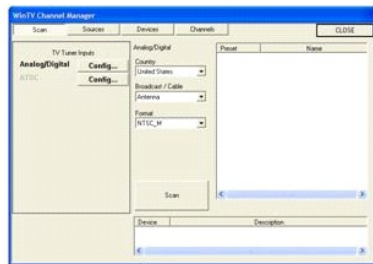 WinTV Channel Manager
Scan Sources Devices Channels CLOSE
TV Tuner Inputs
Analog/Digital Config...
ATSC Config...
Analog/Digital
Country
United States
Broadcast / Cable
Antenna
Format
NTSC_M
Scan
Preset Name
Device Description